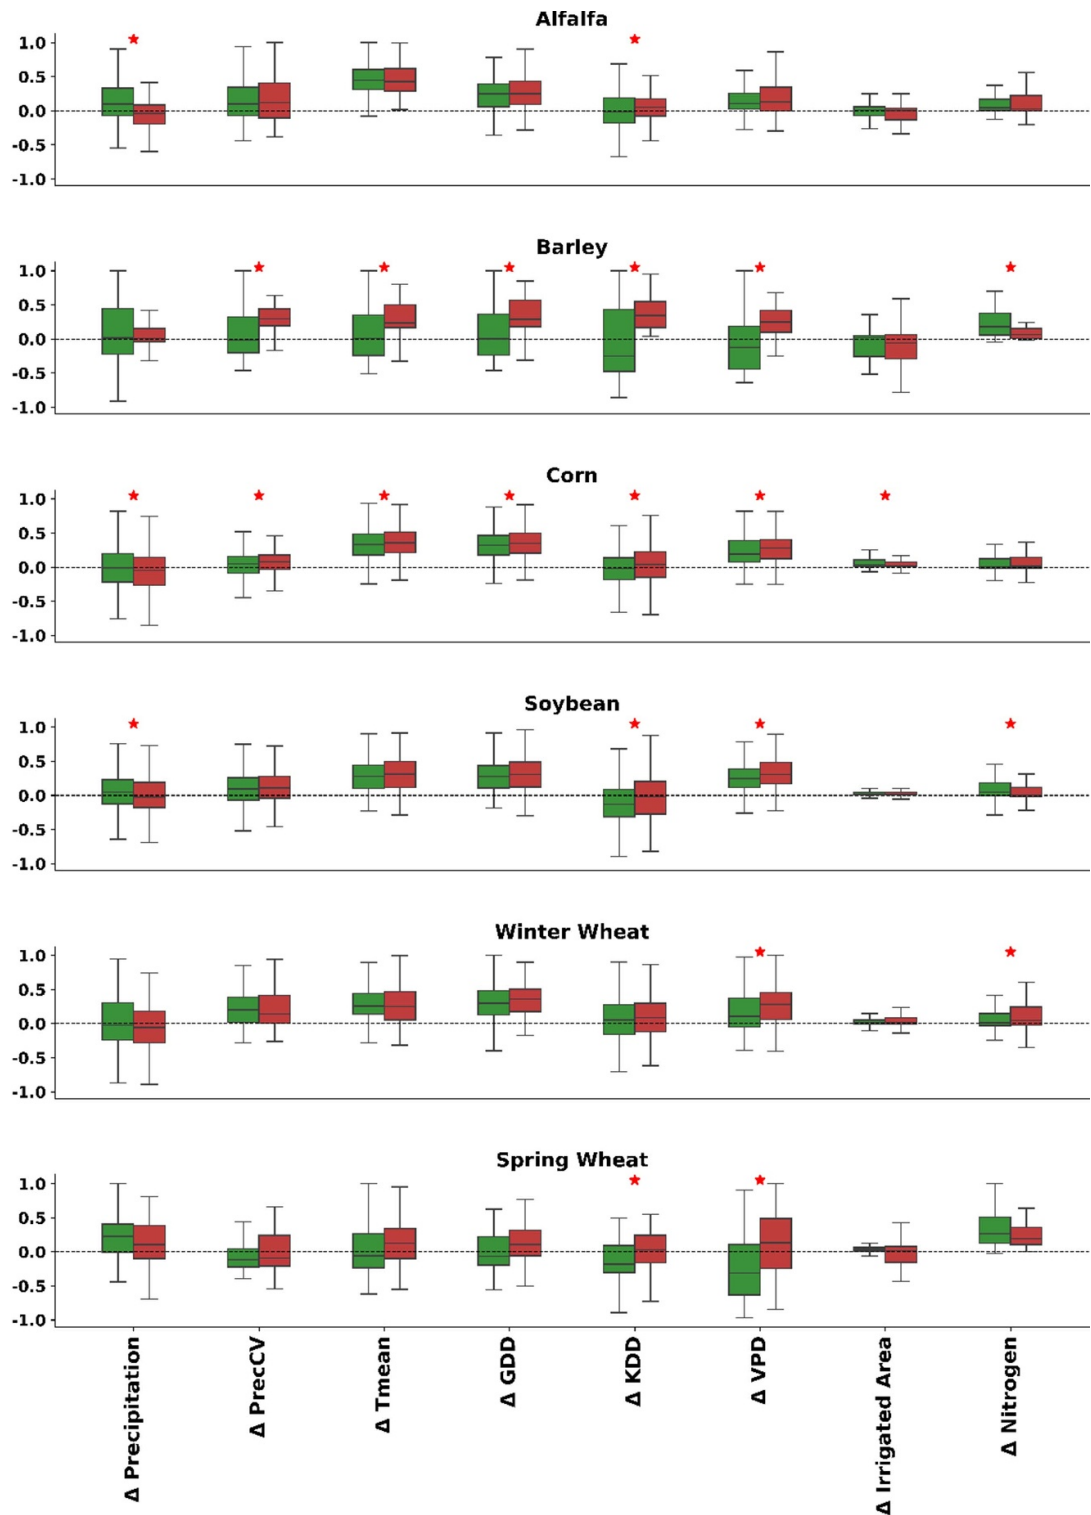 Alfalfa
1.0
0.5
0.0
-0.5
-1.0
Barley
1.0
0.5
0.0
-0.5
-1.0
Corn
1.0
0.5
0.0
-0.5
-1.0
Soybean
1.0
0.5
0.0
-0.5
-1.0
Winter Wheat
1.0
0.5
0.0
-0.5
-1.0
Spring Wheat
1.0
0.5
0.0
-0.5
-1.0
Δ Precipitation
Δ PrecCV
Δ Tmean
Δ GDD
Δ KDD
Δ VPD
Δ Irrigated Area
Δ Nitrogen